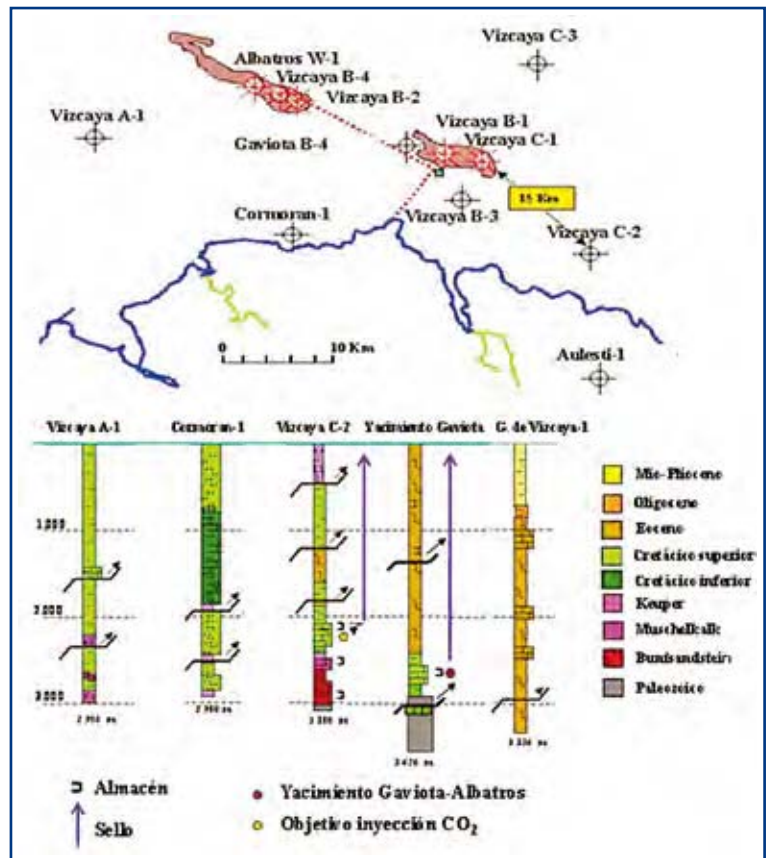 Vizcaya C-3
Albatros W-1
Vizcaya B-4
Vizcaya B-2
Vizcaya A-1
Vizcaya B-1
Gaviota B-4
Vizcaya C-1
15 Km
Cormoran-1
Vizcaya B-3
Vizcaya C-2
0 10 Km
Aulesti-1
Vizcaya A-1 Cormoran-1 Vizcaya C-2 Yacimiento Gaviota G. de Vizcaya-1
Mio-Plioceno
Oligoceno
1.000
Eoceno
Cretácico superior
Cretácico inferior
2.000
Keuper
Muschelkalk
Buntsandstein
Paleozoico
3.000
Almacén
Yacimiento Gaviota-Albatros
Sello
Objetivo inyección CO₂